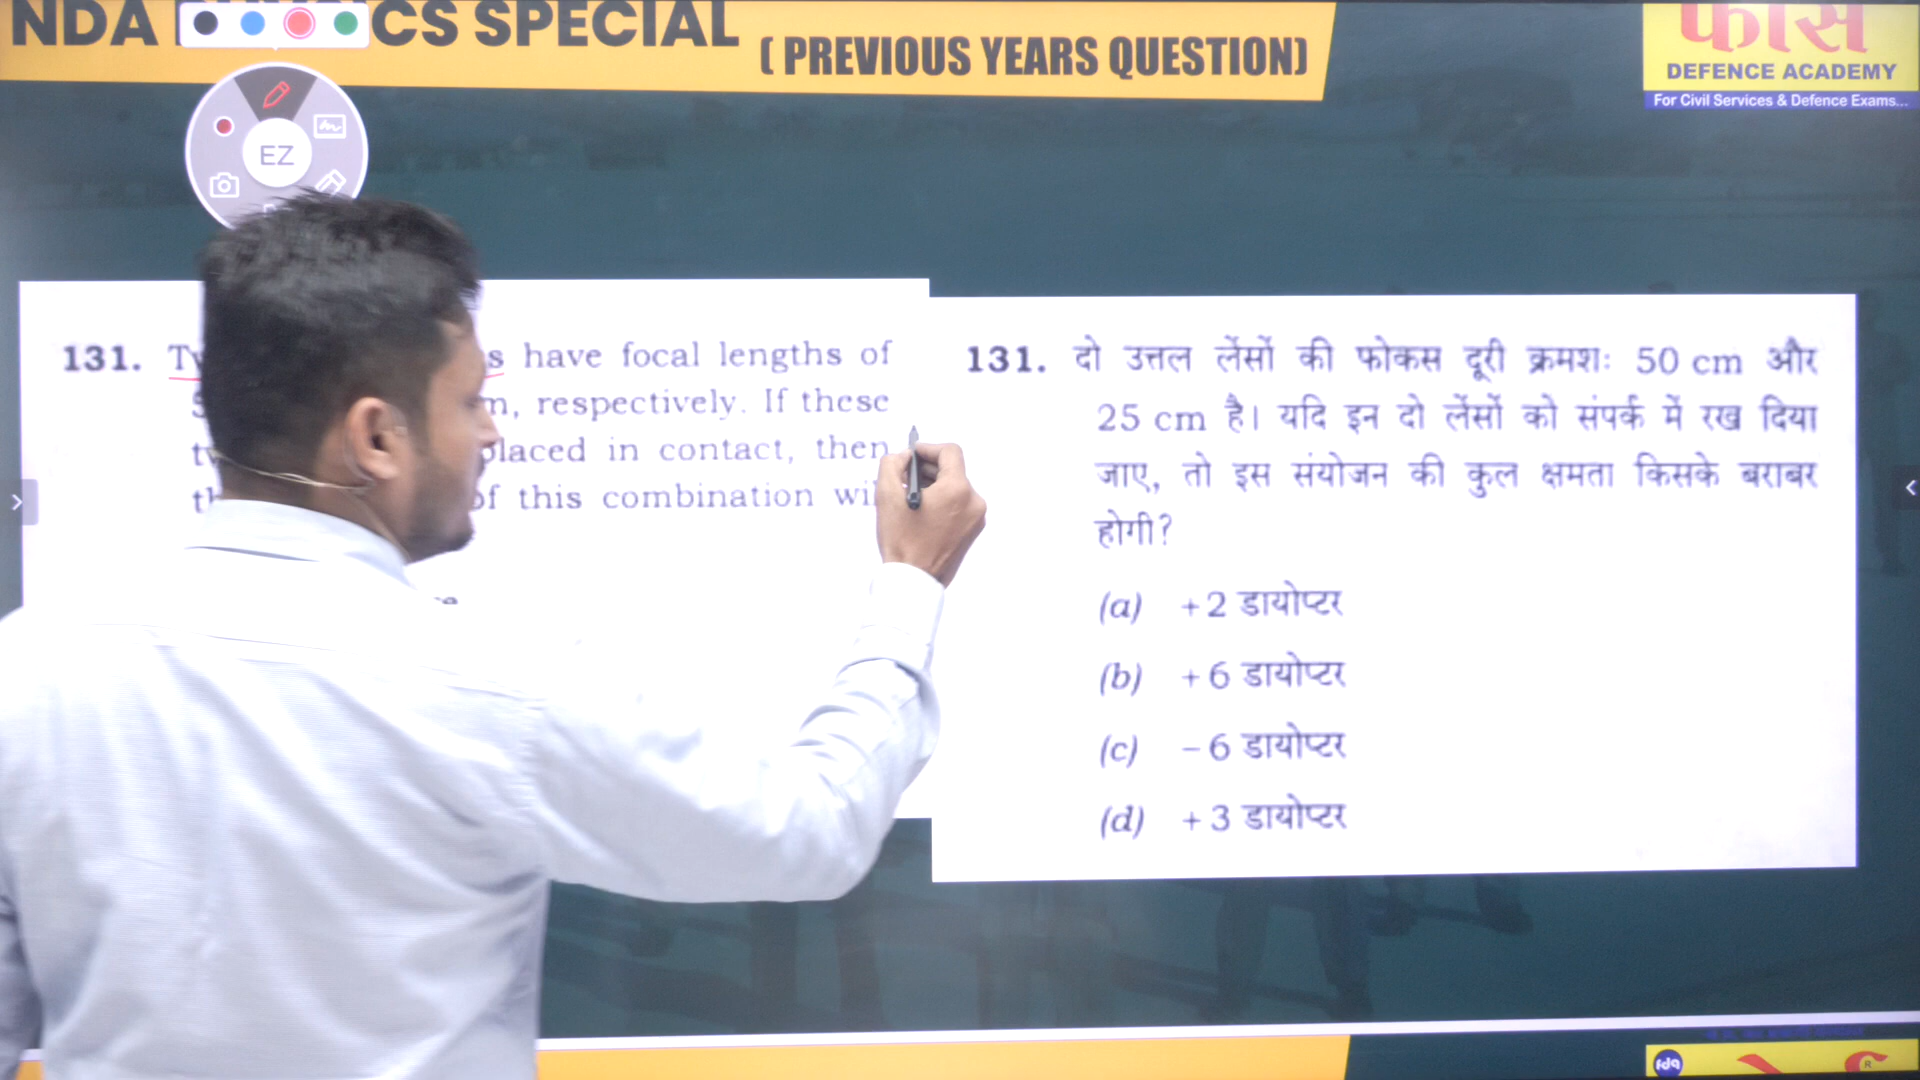 NDA CS SPECIAL ( PREVIOUS YEARS QUESTION)
फोर्स
DEFENCE ACADEMY
For Civil Services & Defence Exams...
EZ
131. have focal lengths of
respectively. If these
placed in contact, then
of this combination
131. दो उत्तल लेंसों की फोकस दूरी क्रमशः 50 cm और
25 cm है। यदि इन दो लेंसों को संपर्क में रख दिया
जाए, तो इस संयोजन की कुल क्षमता किसके बराबर
होगी?
(a) +2 डायोप्टर
(b) +6 डायोप्टर
(c) −6 डायोप्टर
(d) +3 डायोप्टर
fda